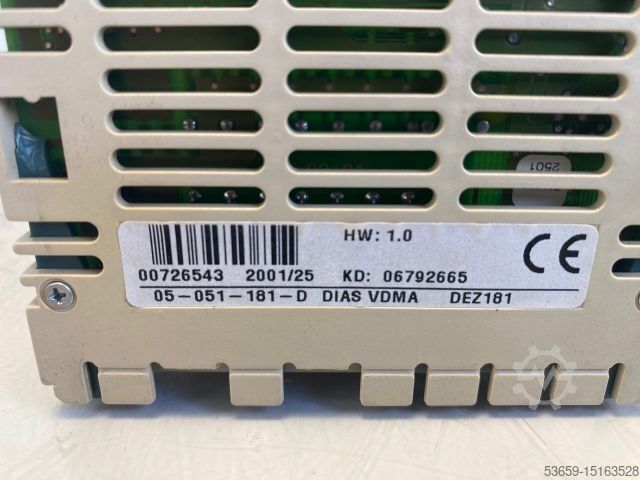 2501
HW: 1.0
CE
00726543 2001/25 KD: 06792665
05-051-181-D DIAS VDMA DEZ181
53659-15163528